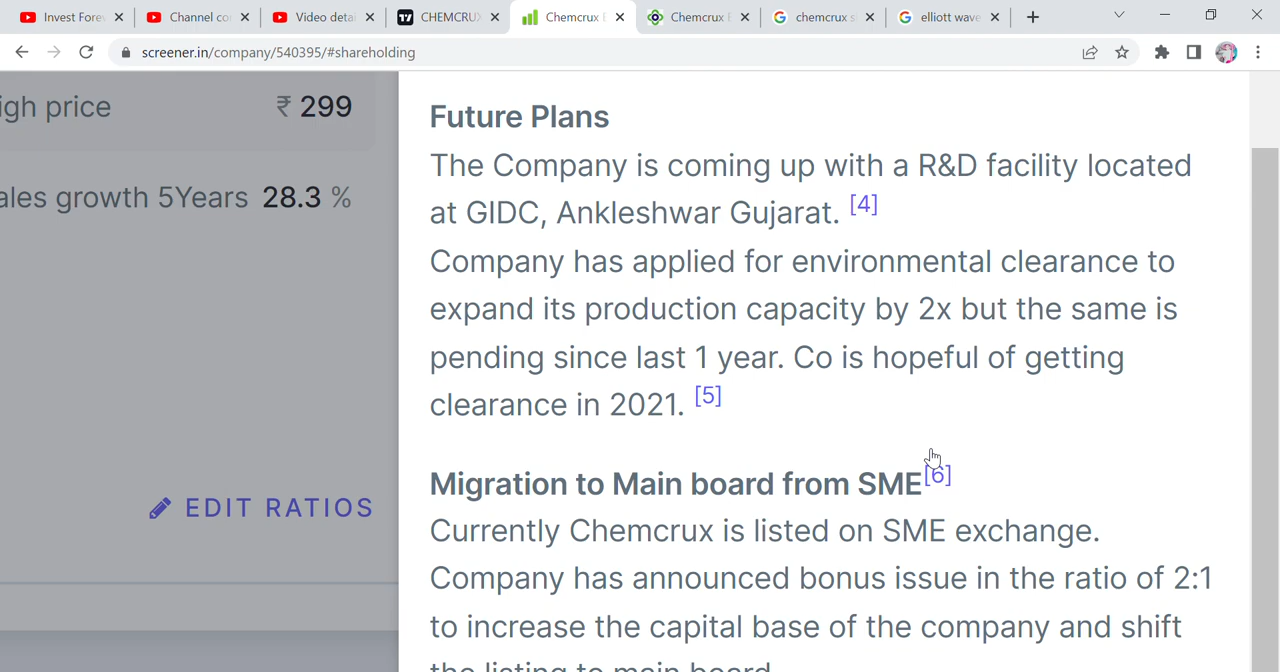 Invest Fore
Channel co
Video deta
CHEMCRUX
Chemcrux E
Chemcrux E
chemcrux s
elliott wave
screener.in/company/540395/#shareholding
igh price ₹ 299
ales growth 5Years 28.3 %
EDIT RATIOS
Future Plans
The Company is coming up with a R&D facility located
at GIDC, Ankleshwar Gujarat. [4]
Company has applied for environmental clearance to
expand its production capacity by 2x but the same is
pending since last 1 year. Co is hopeful of getting
clearance in 2021. [5]
Migration to Main board from SME[6]
Currently Chemcrux is listed on SME exchange.
Company has announced bonus issue in the ratio of 2:1
to increase the capital base of the company and shift
the listing to main board